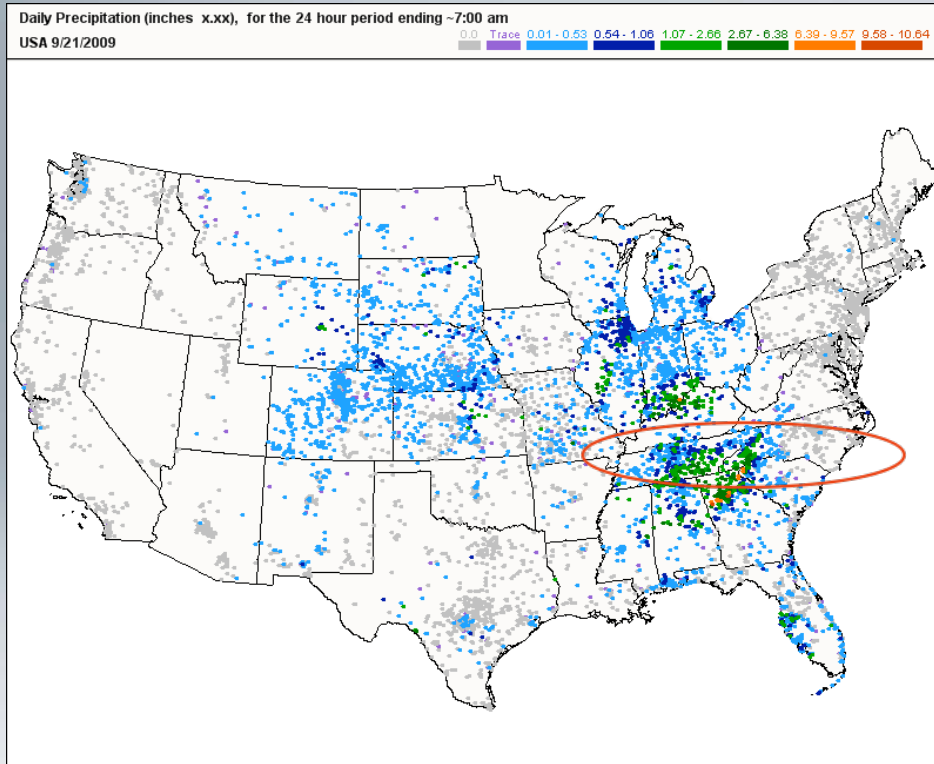 Daily Precipitation (inches x.xx), for the 24 hour period ending ~7:00 am
USA 9/21/2009
0.0 Trace 0.01 - 0.53 0.54 - 1.06 1.07 - 2.66 2.67 - 6.38 6.39 - 9.57 9.58 - 10.64